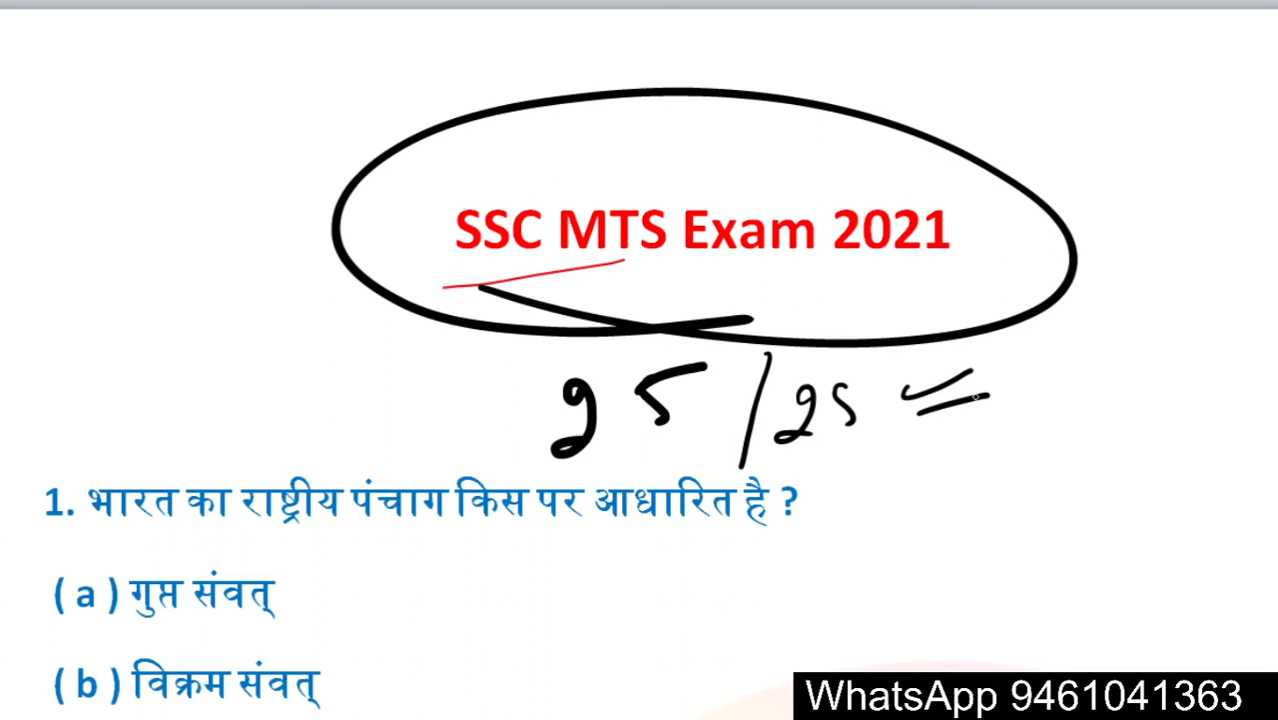 SSC MTS Exam 2021
25/25
1. भारत का राष्ट्रीय पंचाग किस पर आधारित है ?
( a ) गुप्त संवत्
( b ) विक्रम संवत्
WhatsApp 9461041363